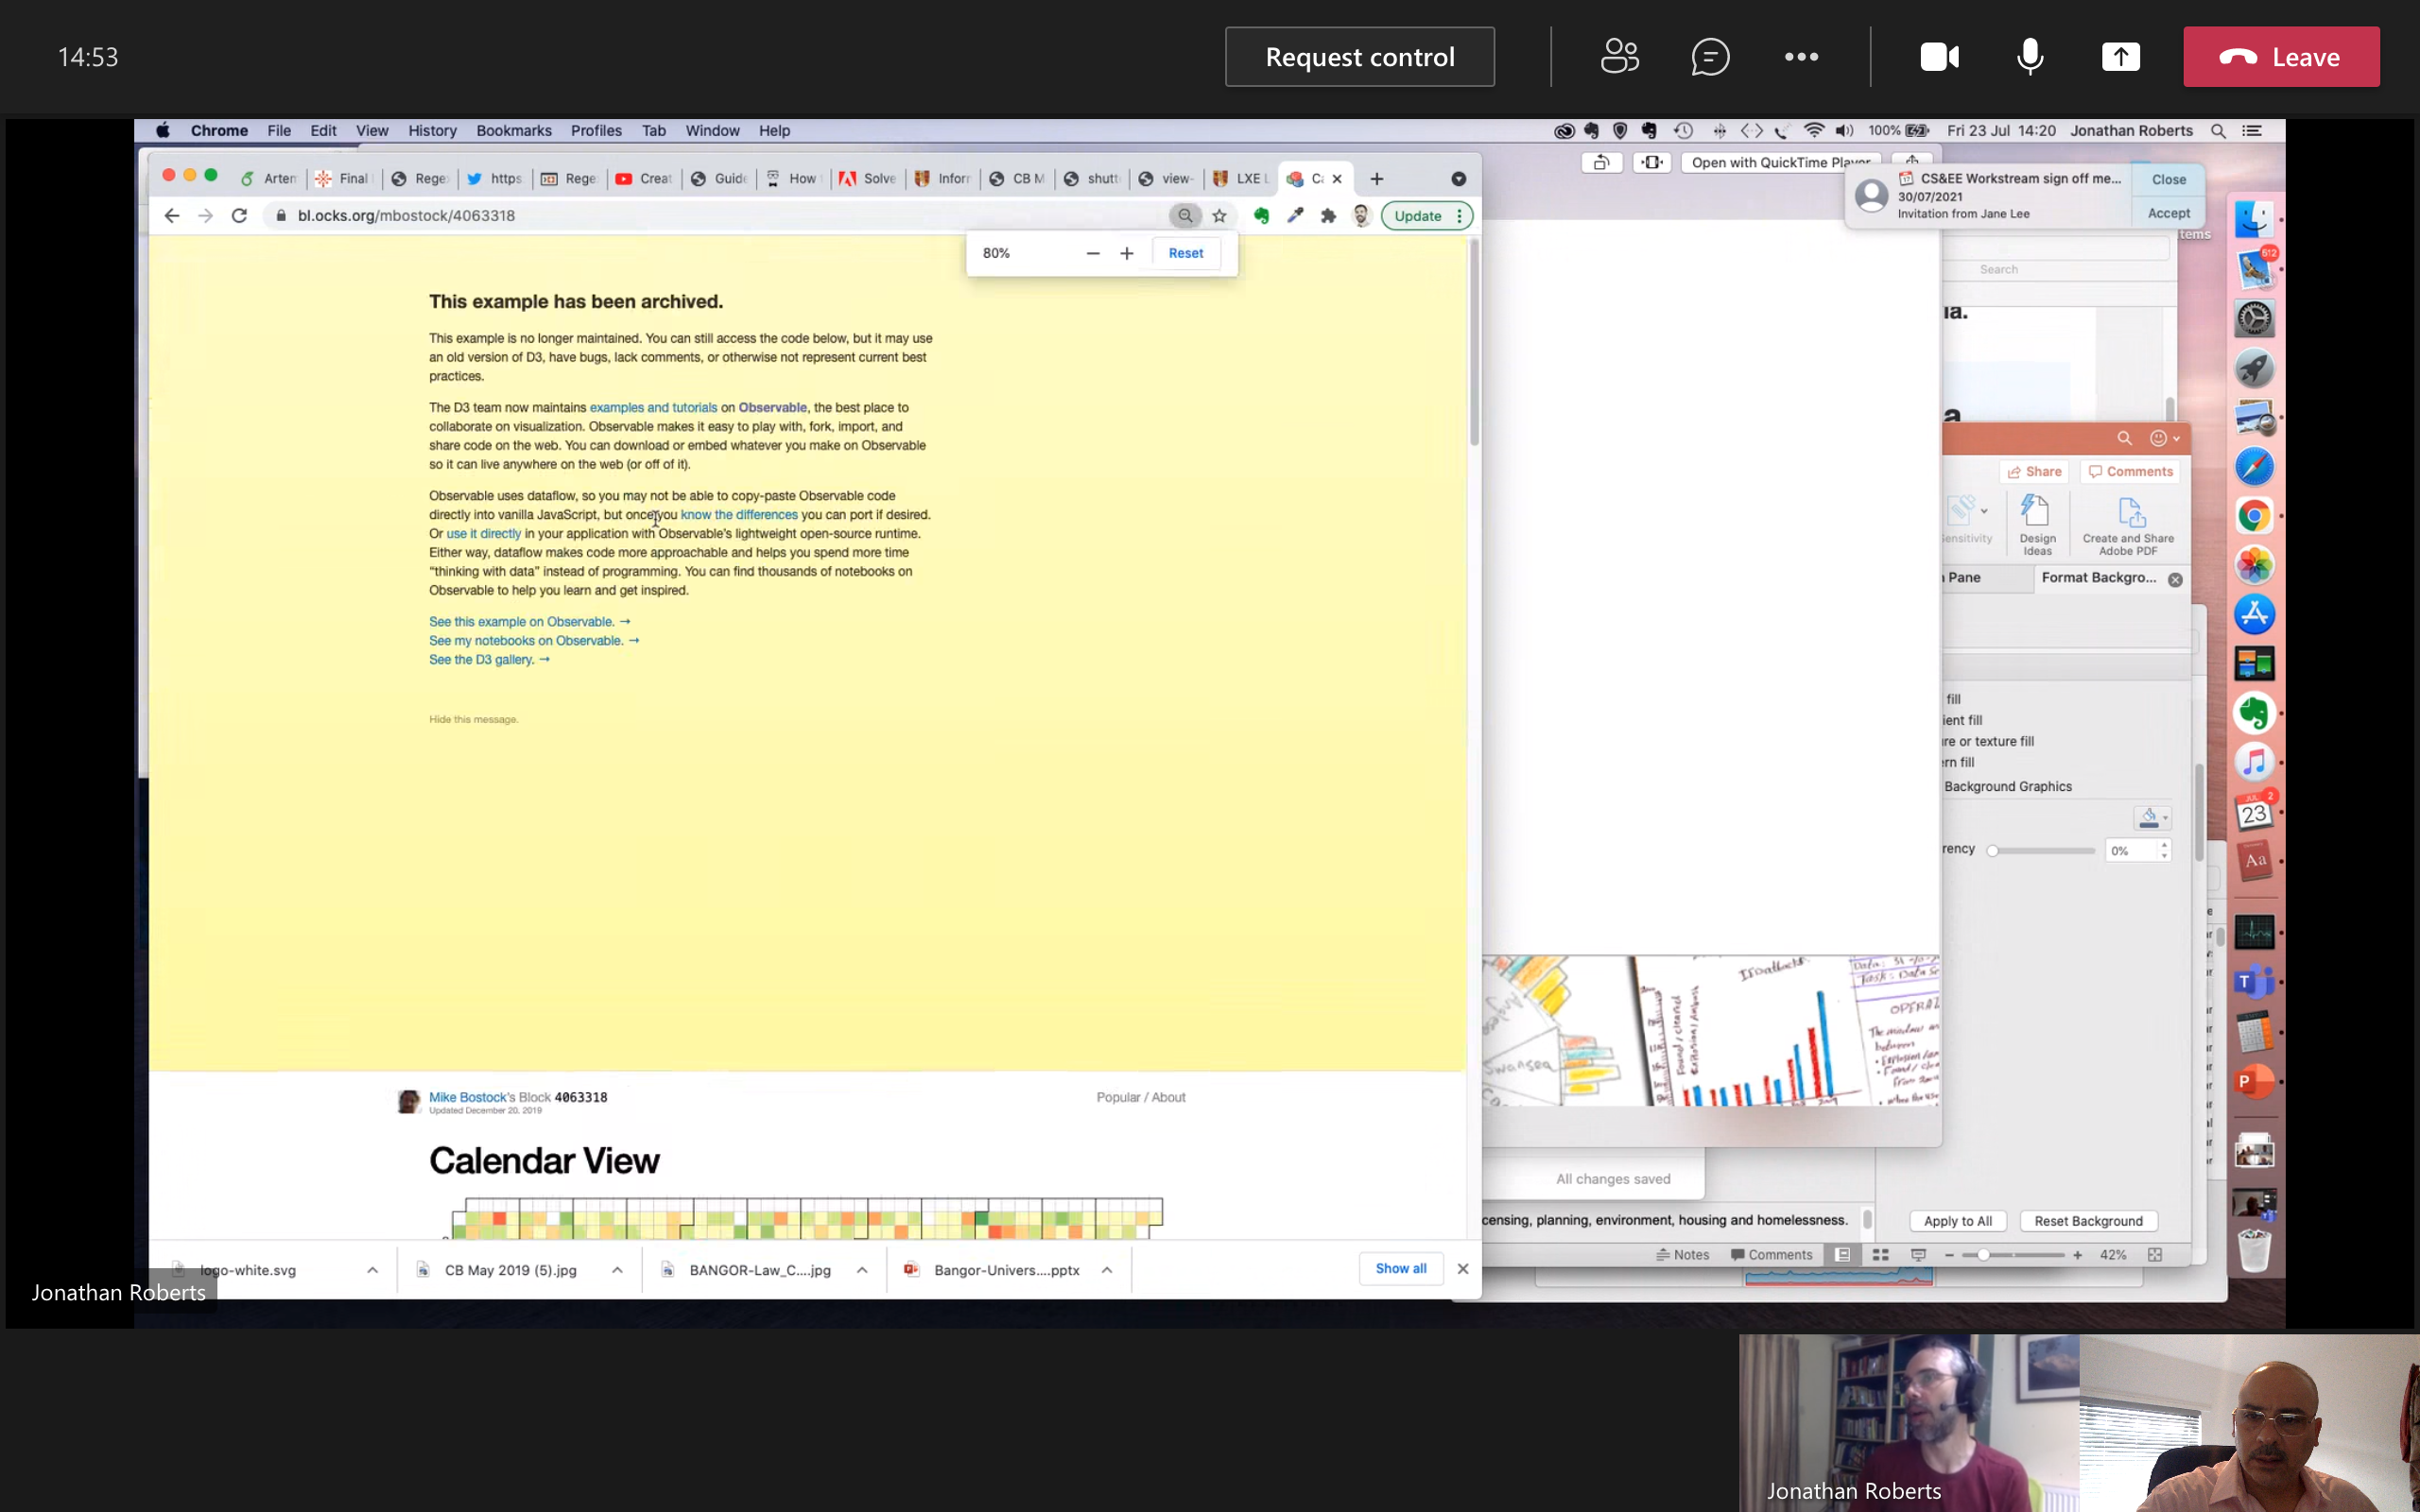 14:53
Request control
Leave
Chrome File Edit View History Bookmarks Profiles Tab Window Help
100% Fri 23 Jul 14:20 Jonathan Roberts
Artem Final Rege https: Rege Creat Guide How Solve Inform CB M shutt view- LXE L
bl.ocks.org/mbostock/4063318
Update
80%
Reset
Open with QuickTime Player
CS&EE Workstream sign off me...
30/07/2021
Invitation from Jane Lee
Close
Accept
Search
This example has been archived.
This example is no longer maintained. You can still access the code below, but it may use
an old version of D3, have bugs, lack comments, or otherwise not represent current best
practices.
The D3 team now maintains examples and tutorials on Observable, the best place to
collaborate on visualization. Observable makes it easy to play with, fork, import, and
share code on the web. You can download or embed whatever you make on Observable
so it can live anywhere on the web (or off of it).
Observable uses dataflow, so you may not be able to copy-paste Observable code
directly into vanilla JavaScript, but once you know the differences you can port if desired.
Or use it directly in your application with Observable's lightweight open-source runtime.
Either way, dataflow makes code more approachable and helps you spend more time
“thinking with data” instead of programming. You can find thousands of notebooks on
Observable to help you learn and get inspired.
See this example on Observable. →
See my notebooks on Observable. →
See the D3 gallery. →
Hide this message.
Mike Bostock's Block 4063318
Updated December 20, 2019
Popular / About
Calendar View
logo-white.svg
CB May 2019 (5).jpg
BANGOR-Law_C....jpg
Bangor-Univers....pptx
Show all
Share
Comments
ensitivity
Design
Ideas
Create and Share
Adobe PDF
Pane
Format Backgro...
fill
ient fill
re or texture fill
rn fill
Background Graphics
rency
0%
Swansea
OPERA
All changes saved
censing, planning, environment, housing and homelessness.
Apply to All
Reset Background
Notes
Comments
42%
512
JUL
2
23
Aa
T
P
Jonathan Roberts
Jonathan Roberts